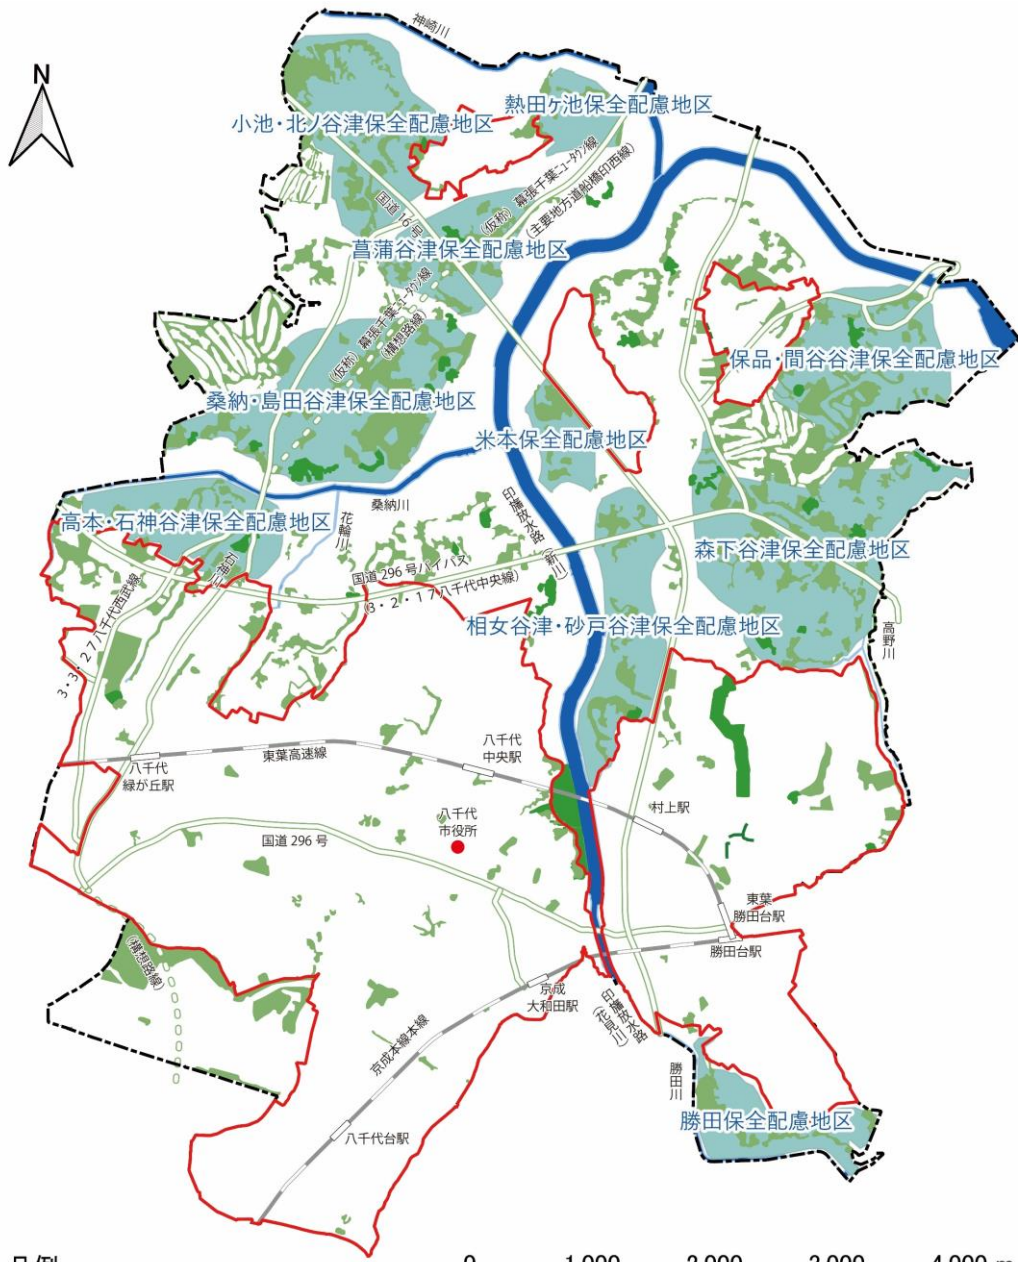 神崎川
N
熱田ヶ池保全配慮地区
小池・北ノ谷津保全配慮地区
(仮称)幕張千葉ニュータウン線
(主要地方道船橋印西線)
国道16号
菖蒲谷津保全配慮地区
(仮称)幕張千葉ニュータウン線
(構想路線)
保品・間谷谷津保全配慮地区
桑納・島田谷津保全配慮地区
米本保全配慮地区
桑納川
印旛放水路
(新川)
高本・石神谷津保全配慮地区
花輪川
石神川
森下谷津保全配慮地区
国道296号バイパス
(3・2・17八千代中央線)
相女谷津・砂戸谷津保全配慮地区
高野川
3・3・27八千代西武線
東葉高速線
八千代
中央駅
八千代
緑が丘駅
村上駅
八千代
市役所
国道296号
東葉
勝田台駅
勝田台駅
(構想路線)
京成
大和田駅
印旛放水路
(花見川)
京成本線本線
勝田川
勝田保全配慮地区
八千代台駅